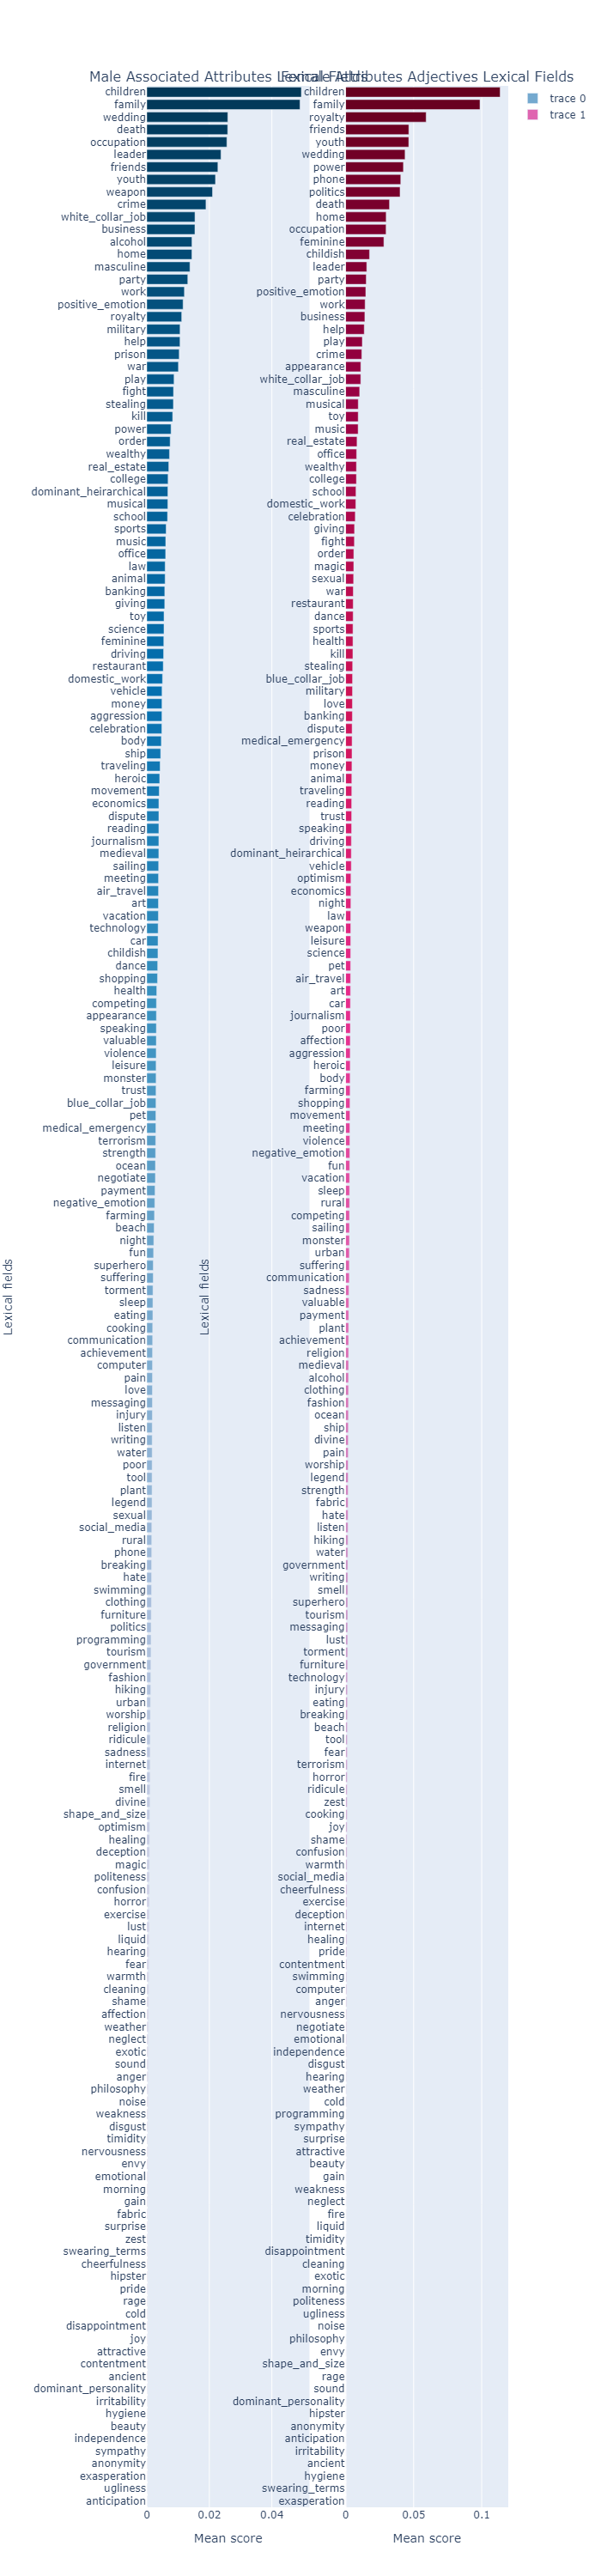 Male Associated Attributes Lexical Fields
Female Attributes Adjectives Lexical Fields
trace 0
trace 1
Lexical fields
children
family
wedding
death
occupation
leader
friends
youth
weapon
crime
white_collar_job
business
alcohol
home
masculine
party
work
positive_emotion
royalty
military
help
prison
war
play
fight
stealing
kill
power
order
wealthy
real_estate
college
dominant_heirarchical
musical
school
sports
music
office
law
animal
banking
giving
toy
science
feminine
driving
restaurant
domestic_work
vehicle
money
aggression
celebration
body
ship
traveling
heroic
movement
economics
dispute
reading
journalism
medieval
sailing
meeting
air_travel
art
vacation
technology
car
childish
dance
shopping
health
competing
appearance
speaking
valuable
violence
leisure
monster
trust
blue_collar_job
pet
medical_emergency
terrorism
strength
ocean
negotiate
payment
negative_emotion
farming
beach
night
fun
superhero
suffering
torment
sleep
eating
cooking
communication
achievement
computer
pain
love
messaging
injury
listen
writing
water
poor
tool
plant
legend
sexual
social_media
rural
phone
breaking
hate
swimming
clothing
furniture
politics
programming
tourism
government
fashion
hiking
urban
worship
religion
ridicule
sadness
internet
fire
smell
divine
shape_and_size
optimism
healing
deception
magic
politeness
confusion
horror
exercise
lust
liquid
hearing
fear
warmth
cleaning
shame
affection
weather
neglect
exotic
sound
anger
philosophy
noise
weakness
disgust
timidity
nervousness
envy
emotional
morning
gain
fabric
surprise
zest
swearing_terms
cheerfulness
hipster
pride
rage
cold
disappointment
joy
attractive
contentment
ancient
dominant_personality
irritability
hygiene
beauty
independence
sympathy
anonymity
exasperation
ugliness
anticipation
0
0.02
0.04
Mean score
Lexical fields
children
family
royalty
friends
youth
wedding
power
phone
politics
death
home
occupation
feminine
childish
leader
party
positive_emotion
work
business
help
play
crime
appearance
white_collar_job
masculine
musical
toy
music
real_estate
office
wealthy
college
school
domestic_work
celebration
giving
fight
order
magic
sexual
war
restaurant
dance
sports
health
kill
stealing
blue_collar_job
military
love
banking
dispute
medical_emergency
prison
money
animal
traveling
reading
trust
speaking
driving
dominant_heirarchical
vehicle
optimism
economics
night
law
weapon
leisure
science
pet
air_travel
art
car
journalism
poor
affection
aggression
heroic
body
farming
shopping
movement
meeting
violence
negative_emotion
fun
vacation
sleep
rural
competing
sailing
monster
urban
suffering
communication
sadness
valuable
payment
plant
achievement
religion
medieval
alcohol
clothing
fashion
ocean
ship
divine
pain
worship
legend
strength
fabric
hate
listen
hiking
water
government
writing
smell
superhero
tourism
messaging
lust
torment
furniture
technology
injury
eating
breaking
beach
tool
fear
terrorism
horror
ridicule
zest
cooking
joy
shame
confusion
warmth
social_media
cheerfulness
exercise
deception
internet
healing
pride
contentment
swimming
computer
anger
nervousness
negotiate
emotional
independence
disgust
hearing
weather
cold
programming
sympathy
surprise
attractive
beauty
gain
weakness
neglect
fire
liquid
timidity
disappointment
cleaning
exotic
morning
politeness
ugliness
noise
philosophy
envy
shape_and_size
rage
sound
dominant_personality
hipster
anonymity
anticipation
irritability
ancient
hygiene
swearing_terms
exasperation
0
0.05
0.1
Mean score